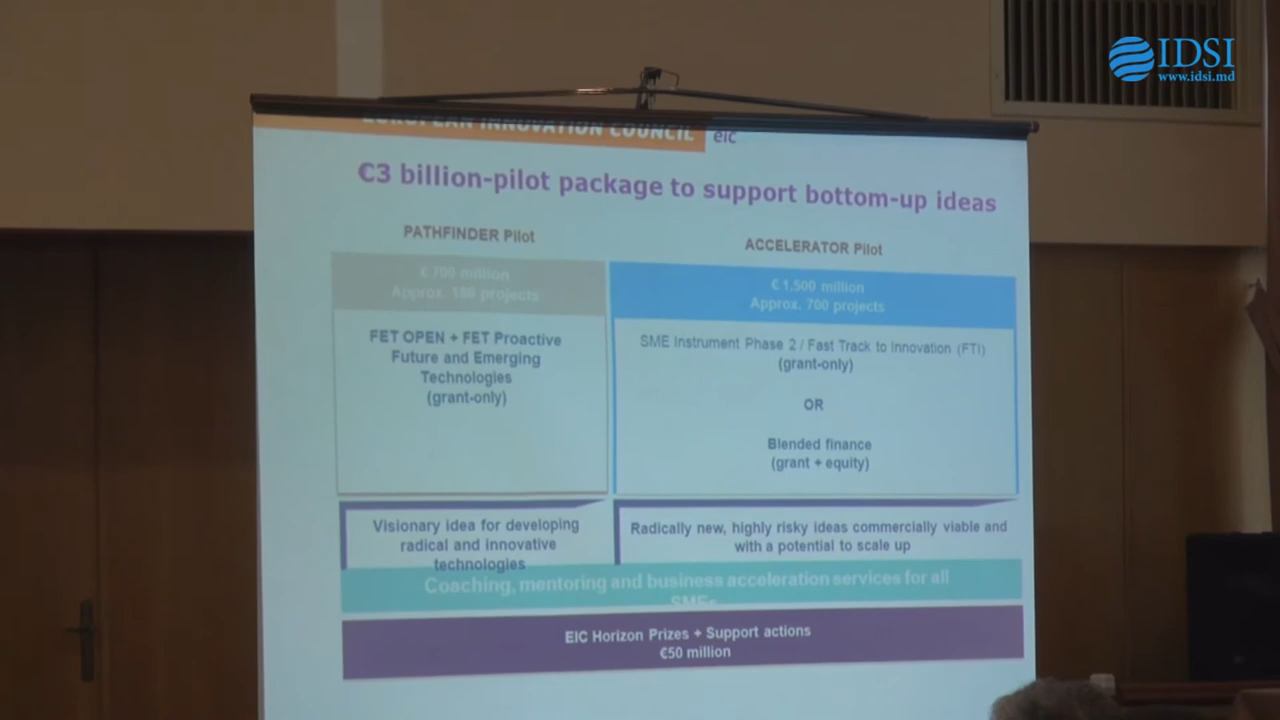 IDSI
www.idsi.md
EUROPEAN INNOVATION COUNCIL
eic
€3 billion-pilot package to support bottom-up ideas
PATHFINDER Pilot
ACCELERATOR Pilot
million
Approx. projects
€ 1,500 million
Approx. 700 projects
FET OPEN + FET Proactive
Future and Emerging
Technologies
(grant-only)
SME Instrument Phase 2 / Fast Track to Innovation (FTI)
(grant-only)
OR
Blended finance
(grant + equity)
Visionary idea for developing
radical and innovative
technologies
Radically new, highly risky ideas commercially viable and
with a potential to scale up
Coaching, mentoring and business acceleration services for all
SMEs
EIC Horizon Prizes + Support actions
€50 million